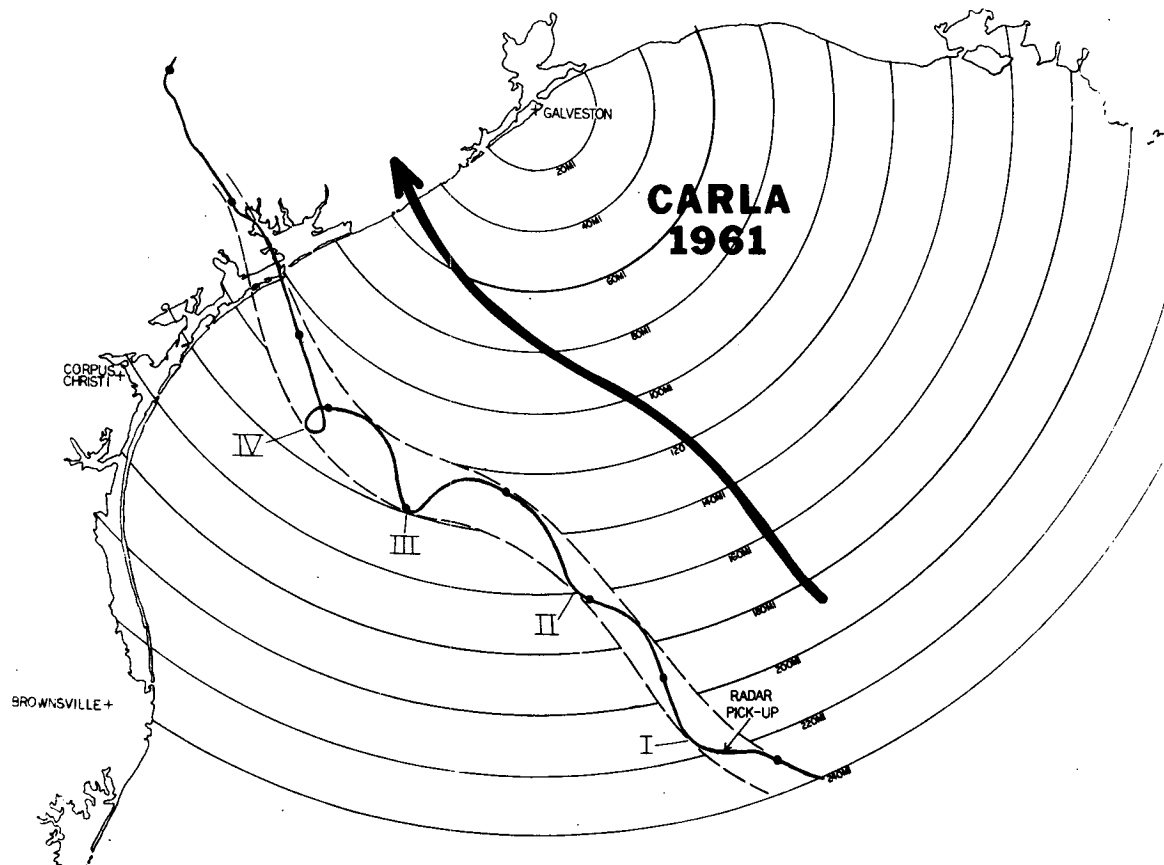 GALVESTON
20MI
CARLA
1961
40MI
60MI
80MI
CORPUS
CHRISTI
100MI
IV
120
140MI
III
160MI
II
180MI
200MI
BROWNSVILLE
RADAR
PICK-UP
220MI
I
240MI